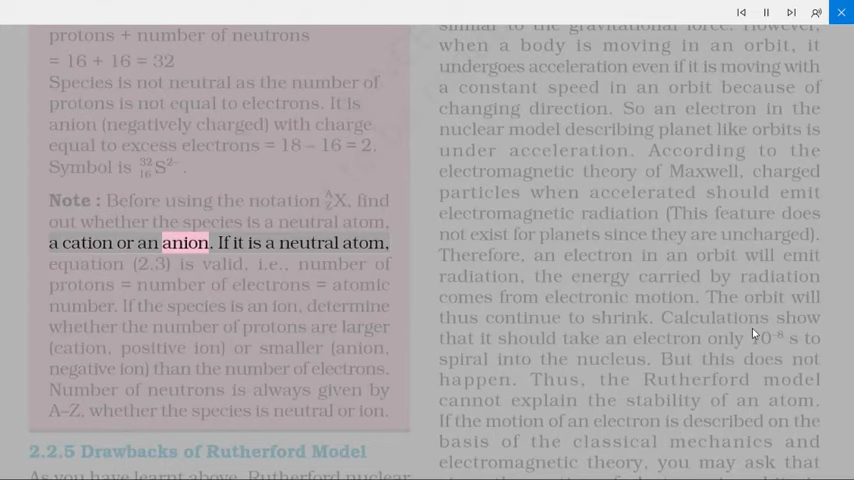 protons + number of neutrons
= 16 + 16 = 32
Species is not neutral as the number of
protons is not equal to electrons. It is
anion (negatively charged) with charge
equal to excess electrons = 18 – 16 = 2.
Symbol is ³²₁₆S²⁻ .
Note : Before using the notation ᴬ_ZX, find
out whether the species is a neutral atom,
a cation or an anion. If it is a neutral atom,
equation (2.3) is valid, i.e., number of
protons = number of electrons = atomic
number. If the species is an ion, determine
whether the number of protons are larger
(cation, positive ion) or smaller (anion,
negative ion) than the number of electrons.
Number of neutrons is always given by
A–Z, whether the species is neutral or ion.
2.2.5 Drawbacks of Rutherford Model
As you have learnt above, Rutherford nuclear
similar to the gravitational force. However,
when a body is moving in an orbit, it
undergoes acceleration even if it is moving with
a constant speed in an orbit because of
changing direction. So an electron in the
nuclear model describing planet like orbits is
under acceleration. According to the
electromagnetic theory of Maxwell, charged
particles when accelerated should emit
electromagnetic radiation (This feature does
not exist for planets since they are uncharged).
Therefore, an electron in an orbit will emit
radiation, the energy carried by radiation
comes from electronic motion. The orbit will
thus continue to shrink. Calculations show
that it should take an electron only 10⁻⁸ s to
spiral into the nucleus. But this does not
happen. Thus, the Rutherford model
cannot explain the stability of an atom.
If the motion of an electron is described on the
basis of the classical mechanics and
electromagnetic theory, you may ask that